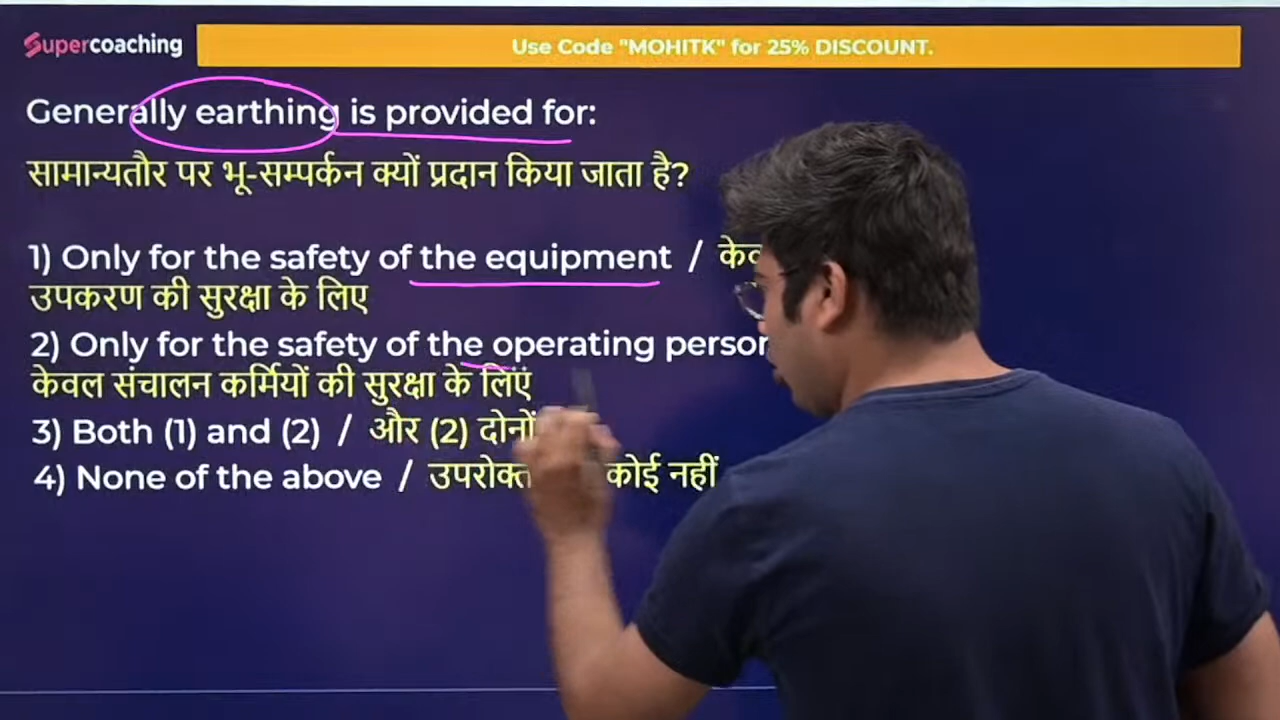 Supercoaching
Use Code "MOHITK" for 25% DISCOUNT.
Generally earthing is provided for:
सामान्यतौर पर भू-सम्पर्कन क्यों प्रदान किया जाता है?
1) Only for the safety of the equipment /
उपकरण की सुरक्षा के लिए
2) Only for the safety of the operating
केवल संचालन कर्मियों की सुरक्षा के लिए
3) Both (1) and (2) / और (2) दोनों
4) None of the above / उपरोक्त कोई नहीं